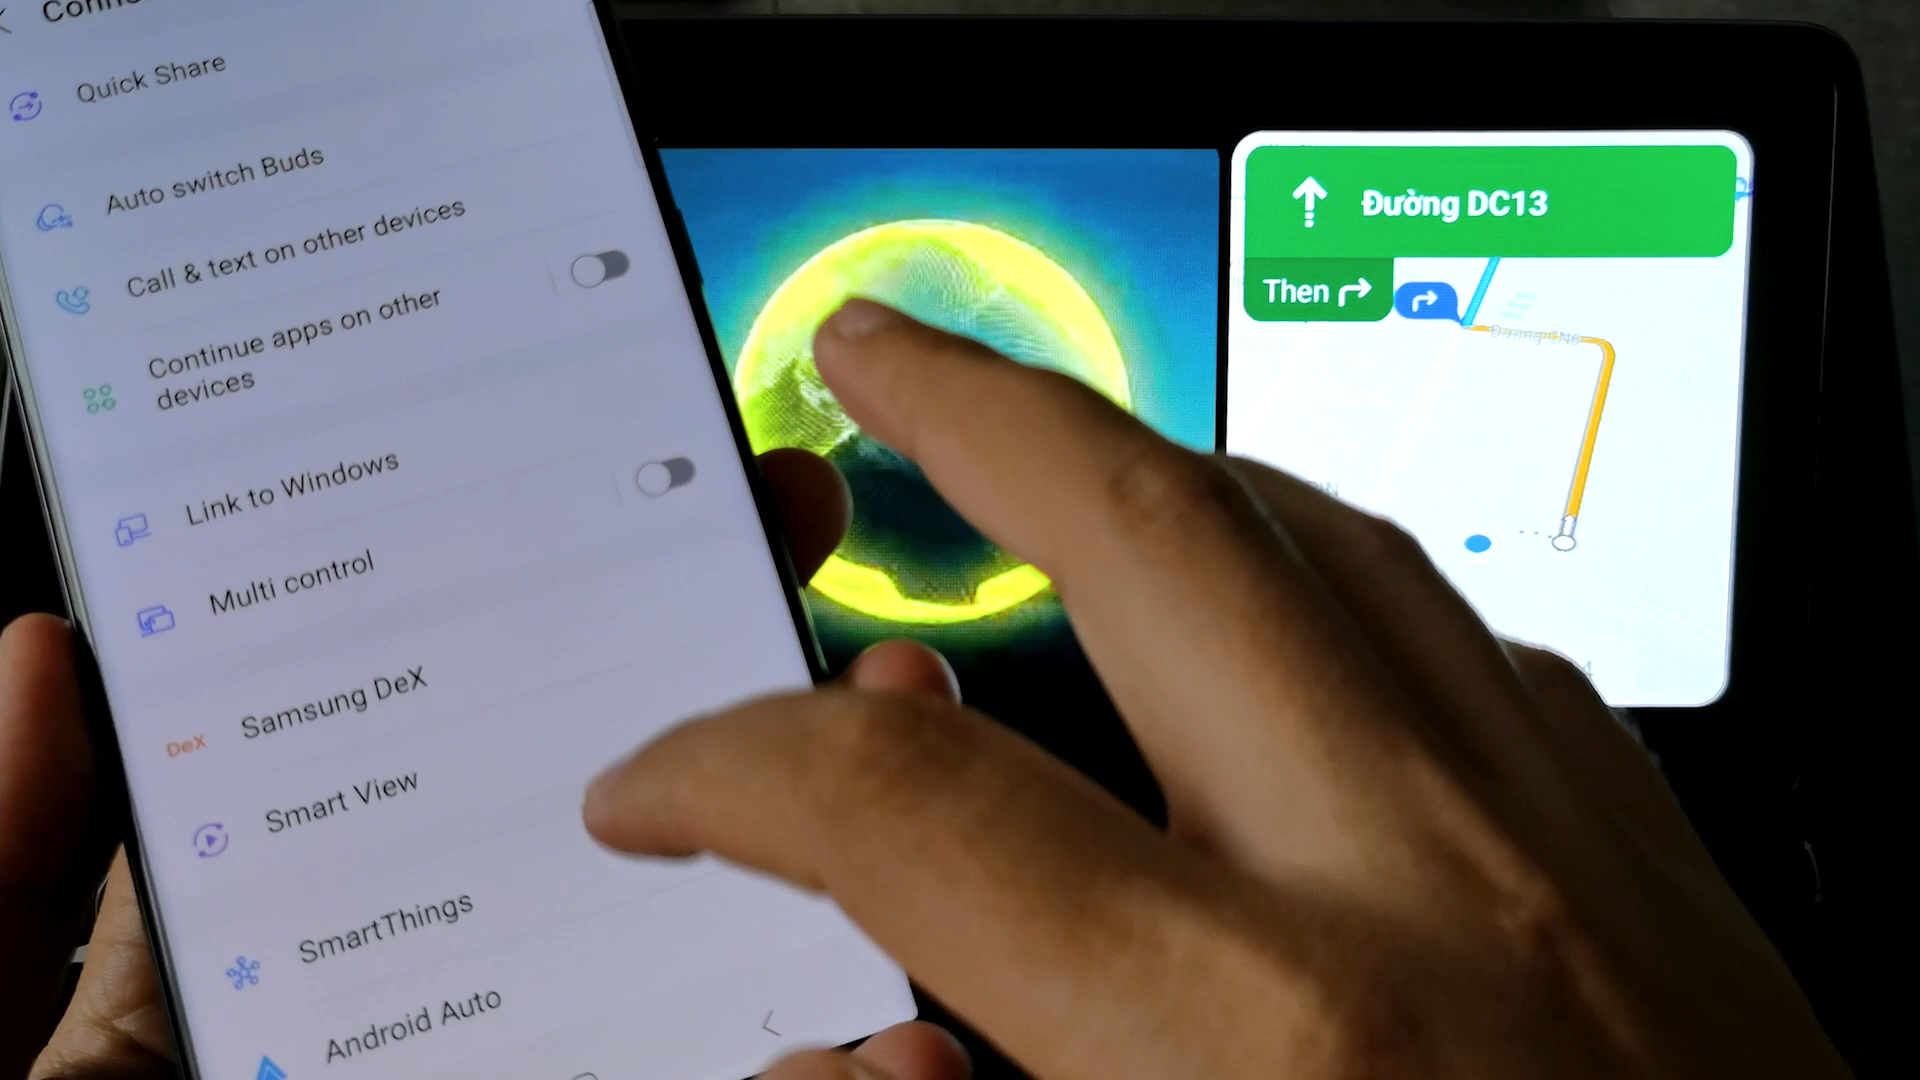 Quick Share
Auto switch Buds
Call & text on other devices
Continue apps on other
devices
Link to Windows
Multi control
DeX
Samsung DeX
Smart View
SmartThings
Android Auto
Đường DC13
Then